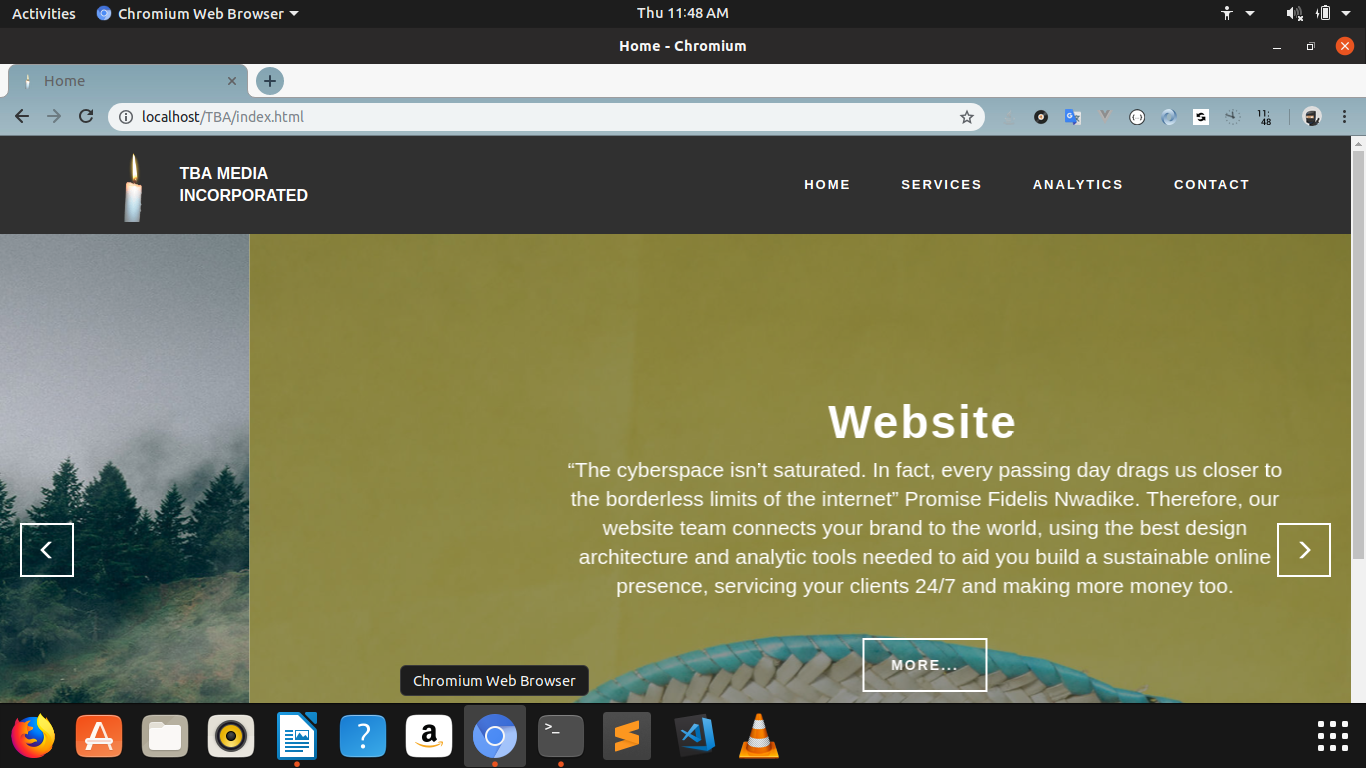 Activities Chromium Web Browser Thu 11:48 AM
Home - Chromium
Home
localhost/TBA/index.html 11: 48
TBA MEDIA
INCORPORATED
HOME SERVICES ANALYTICS CONTACT
Website
“The cyberspace isn’t saturated. In fact, every passing day drags us closer to
the borderless limits of the internet” Promise Fidelis Nwadike. Therefore, our
website team connects your brand to the world, using the best design
architecture and analytic tools needed to aid you build a sustainable online
presence, servicing your clients 24/7 and making more money too.
MORE...
Chromium Web Browser